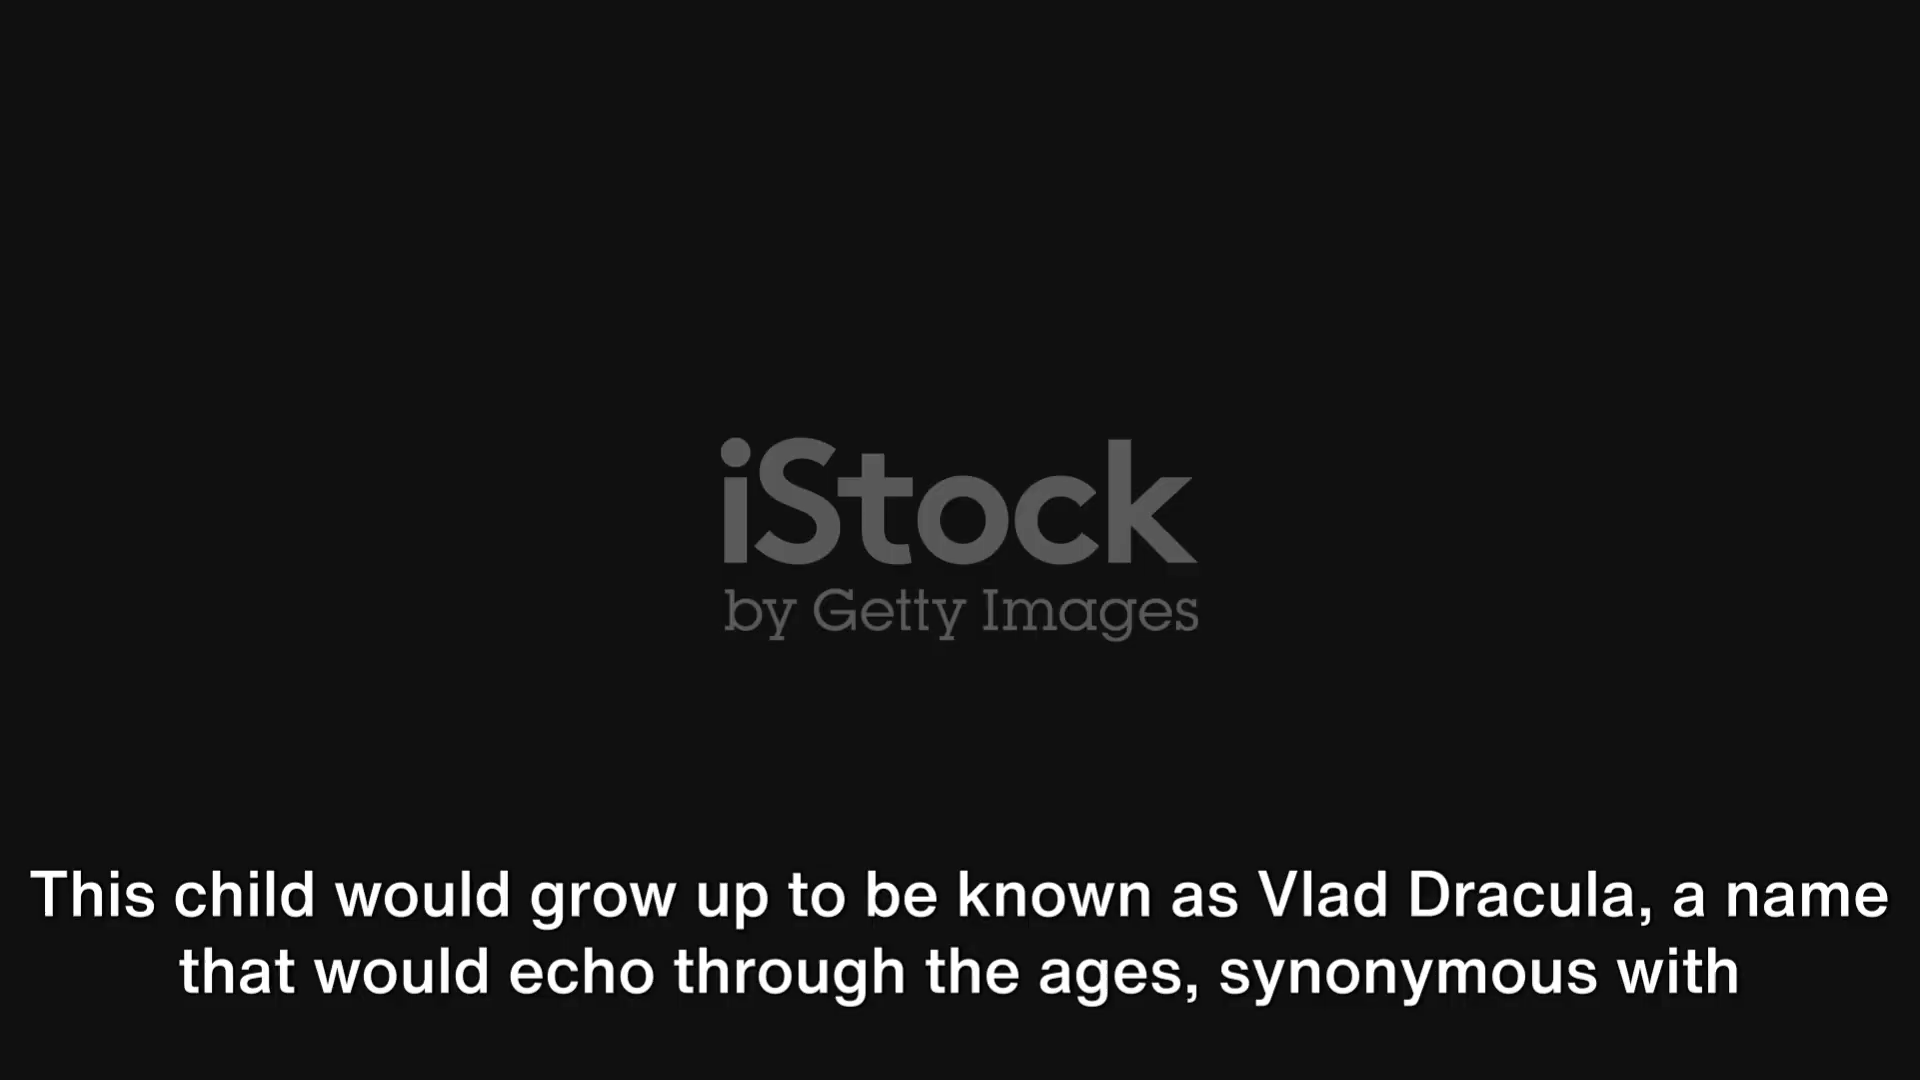 iStock
by Getty Images
This child would grow up to be known as Vlad Dracula, a name
that would echo through the ages, synonymous with